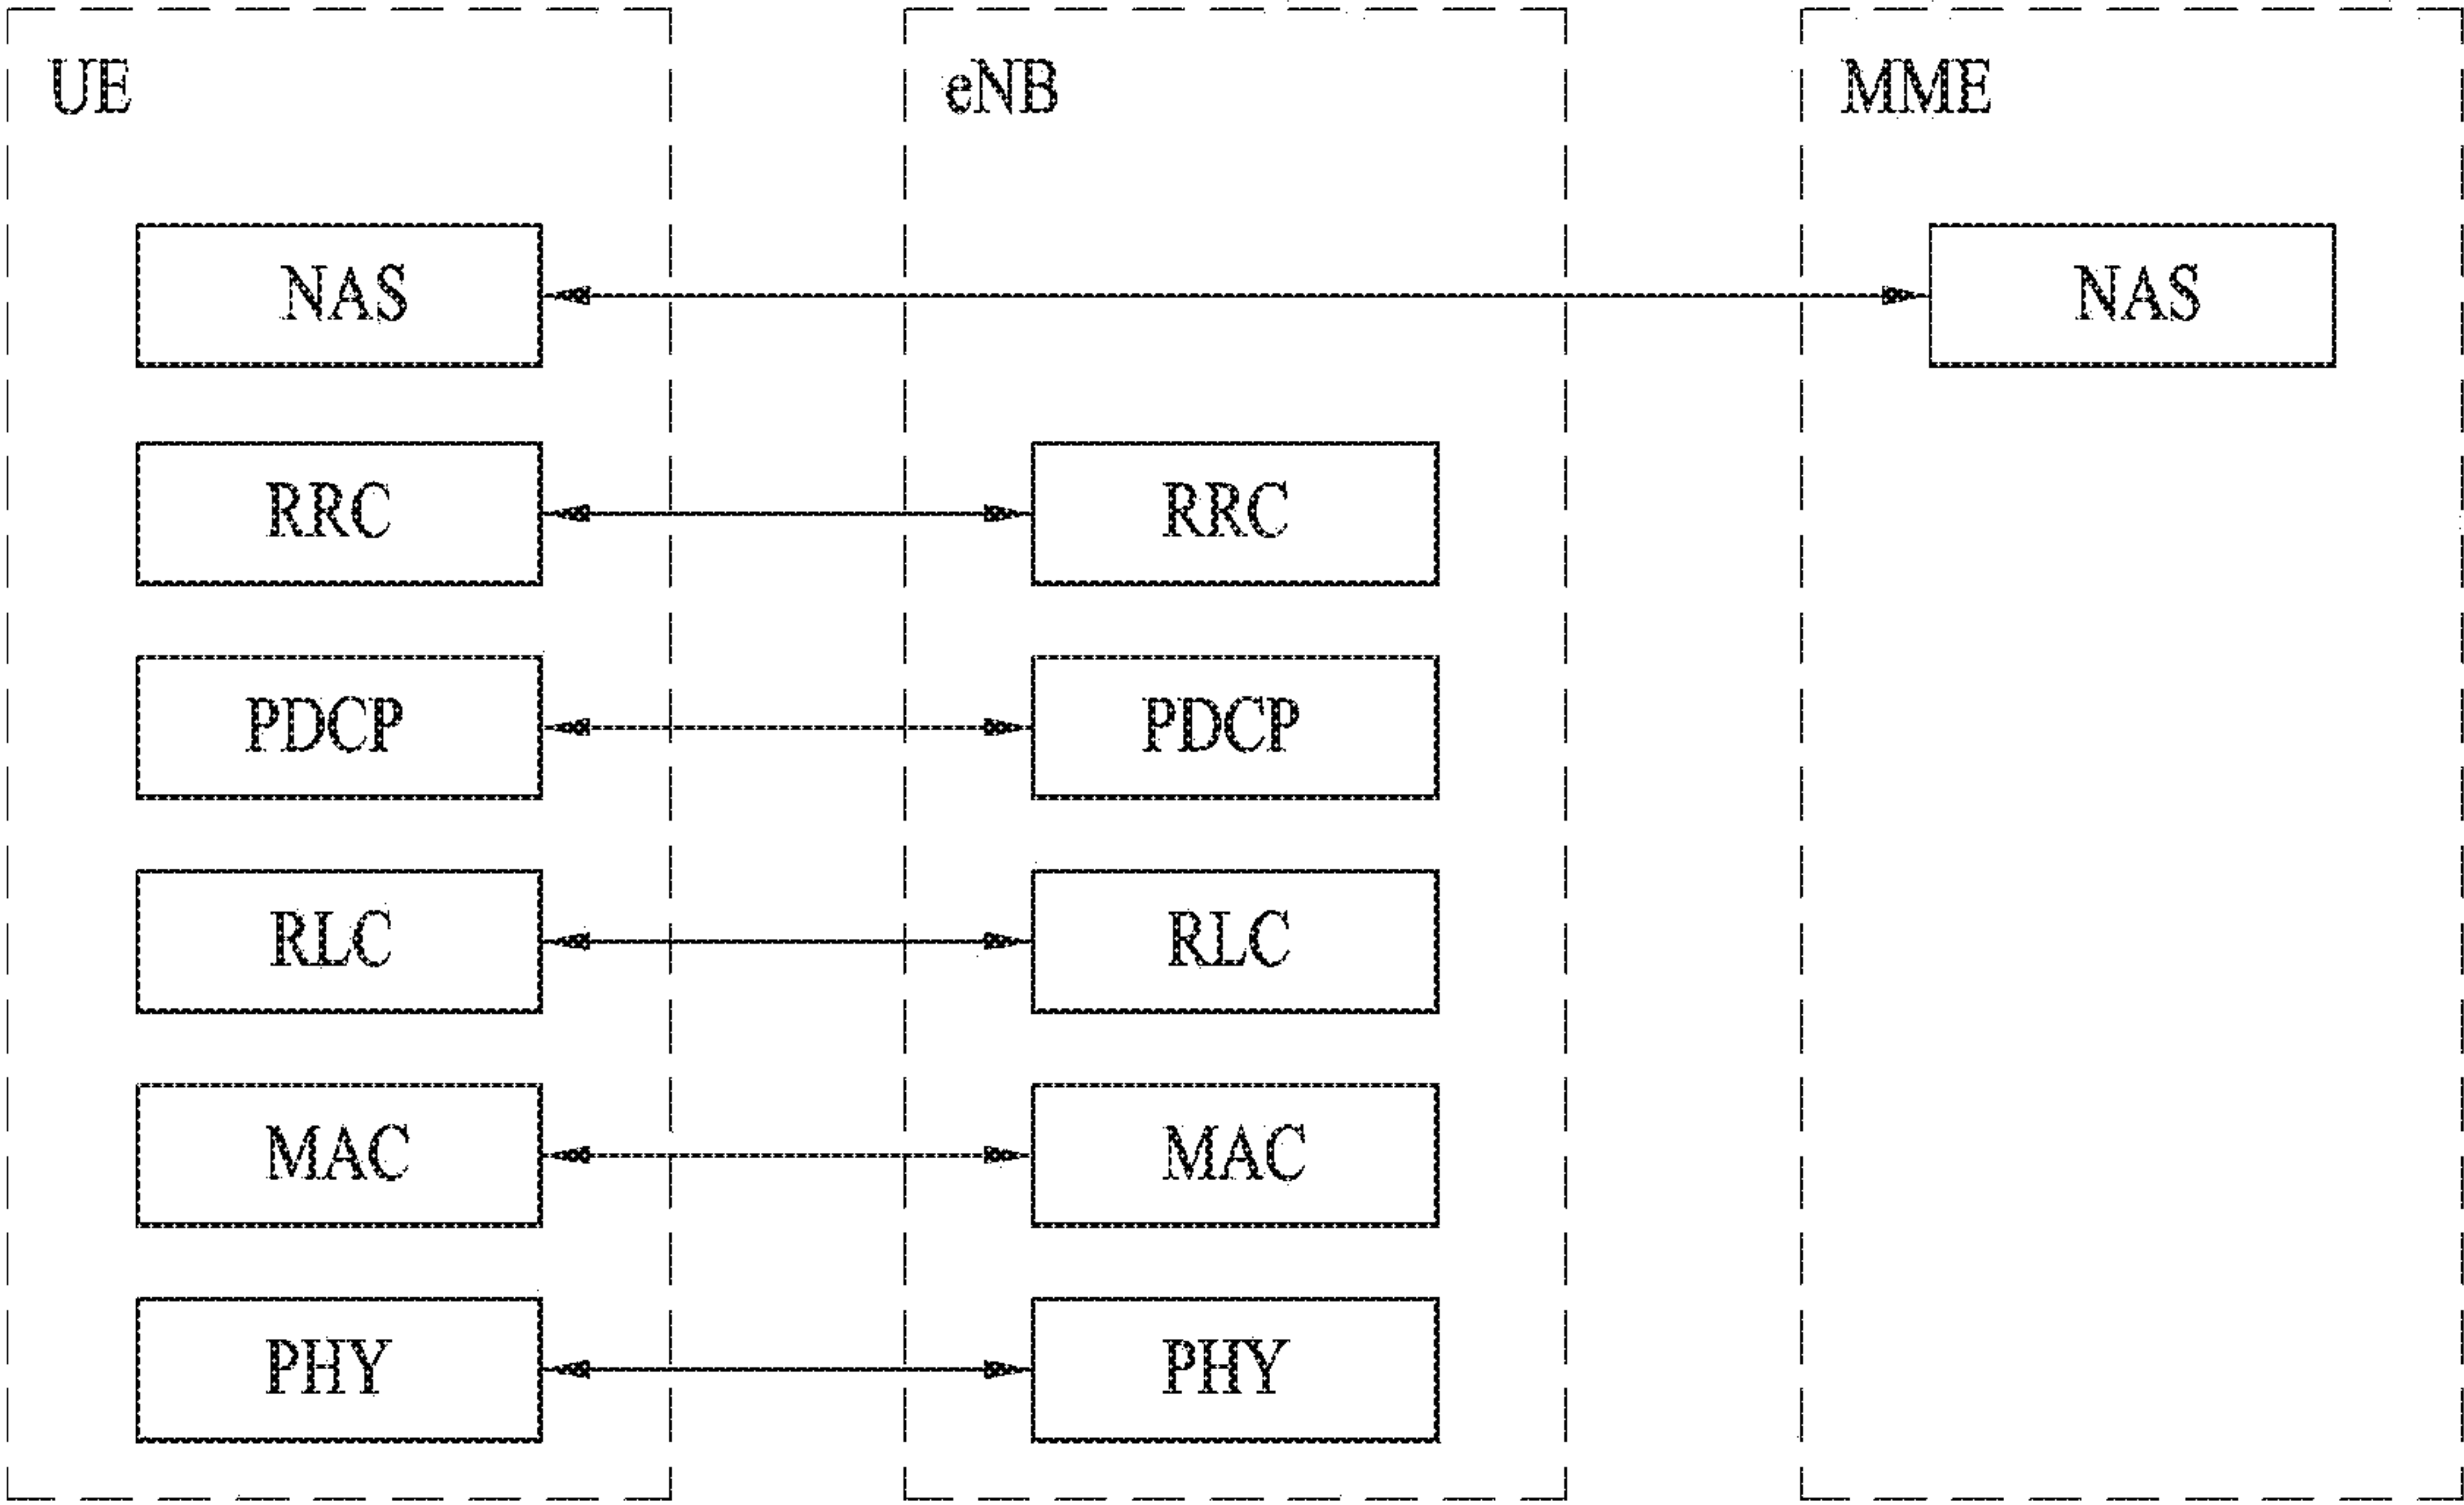 UE eNB MME
NAS NAS
RRC RRC
PDCP PDCP
RLC RLC
MAC MAC
PHY PHY